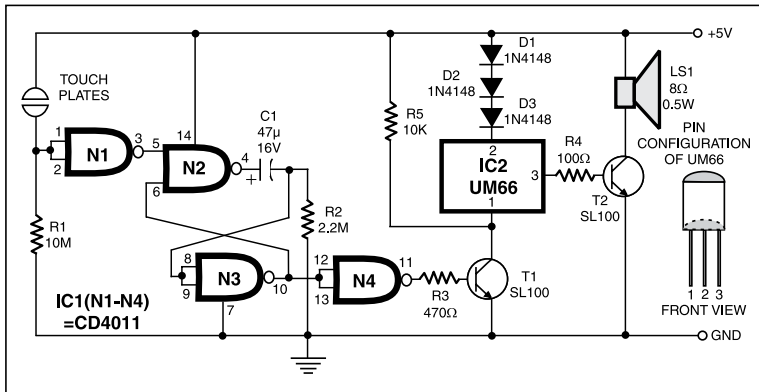 +5V
D1
1N4148
TOUCH
PLATES
D2
1N4148
LS1
8Ω
0.5W
C1
47µ
16V
R5
10K
D3
1N4148
14
PIN
CONFIGURATION
OF UM66
1
2
N1
3
5
N2
4
+
6
2
IC2
UM66
3
1
R4
100Ω
T2
SL100
R1
10M
R2
2.2M
8
9
N3
10
12
13
N4
11
T1
SL100
R3
470Ω
7
1 2 3
FRONT VIEW
IC1(N1-N4)
=CD4011
GND